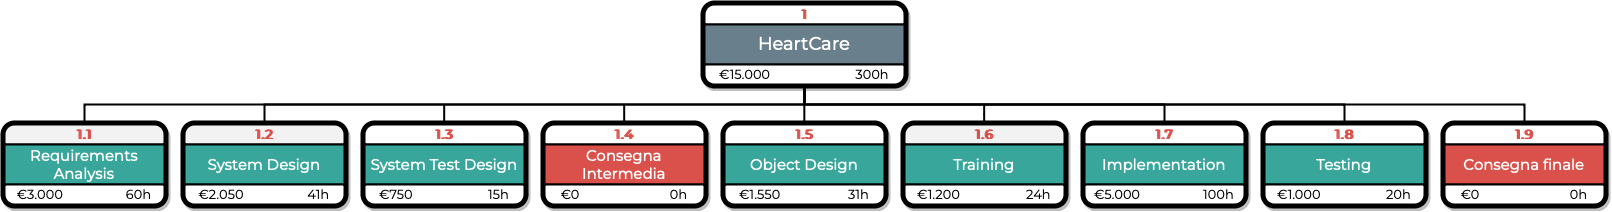 1
HeartCare
€15.000 300h
1.1
Requirements
Analysis
€3.000 60h
1.2
System Design
€2.050 41h
1.3
System Test Design
€750 15h
1.4
Consegna
Intermedia
€0 0h
1.5
Object Design
€1.550 31h
1.6
Training
€1.200 24h
1.7
Implementation
€5.000 100h
1.8
Testing
€1.000 20h
1.9
Consegna finale
€0 0h